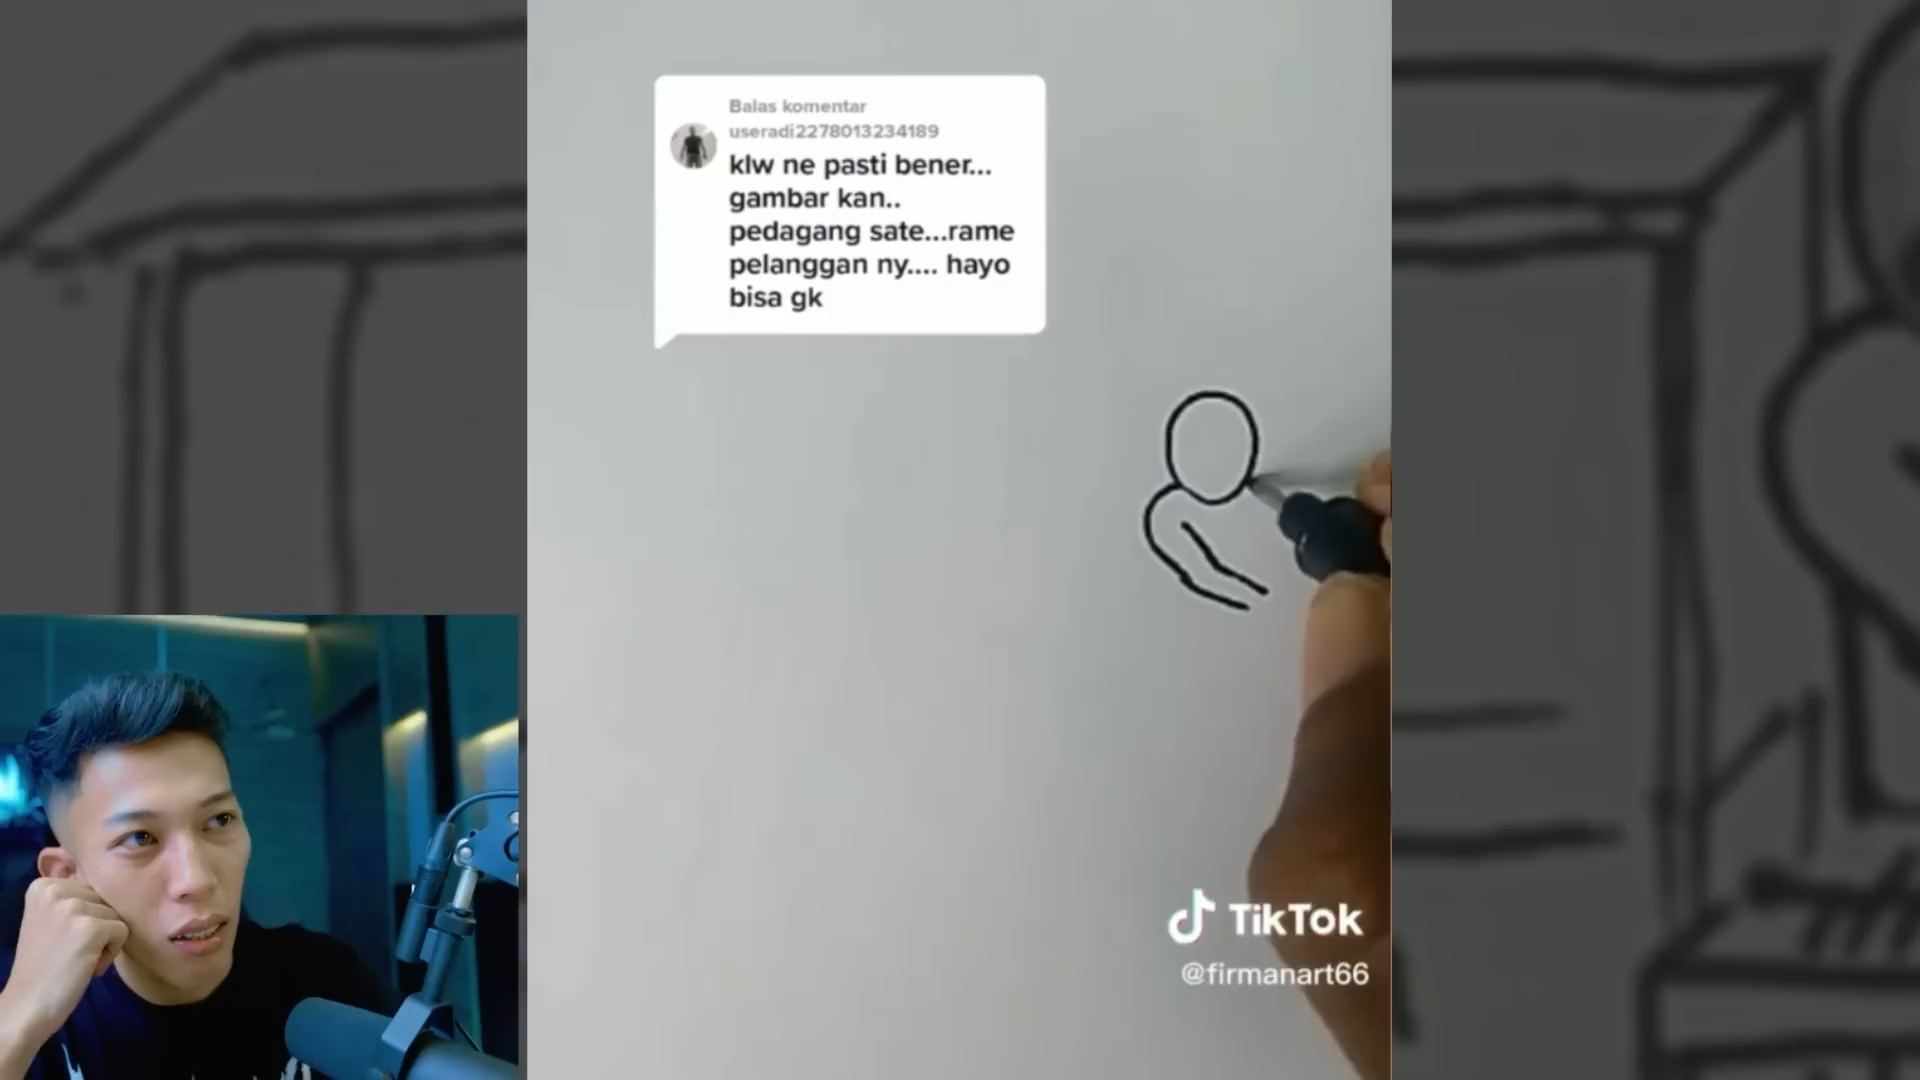 Balas komentar
useradi2278013234189
klw ne pasti bener...
gambar kan..
pedagang sate...rame
pelanggan ny.... hayo
bisa gk
TikTok
@firmanart66